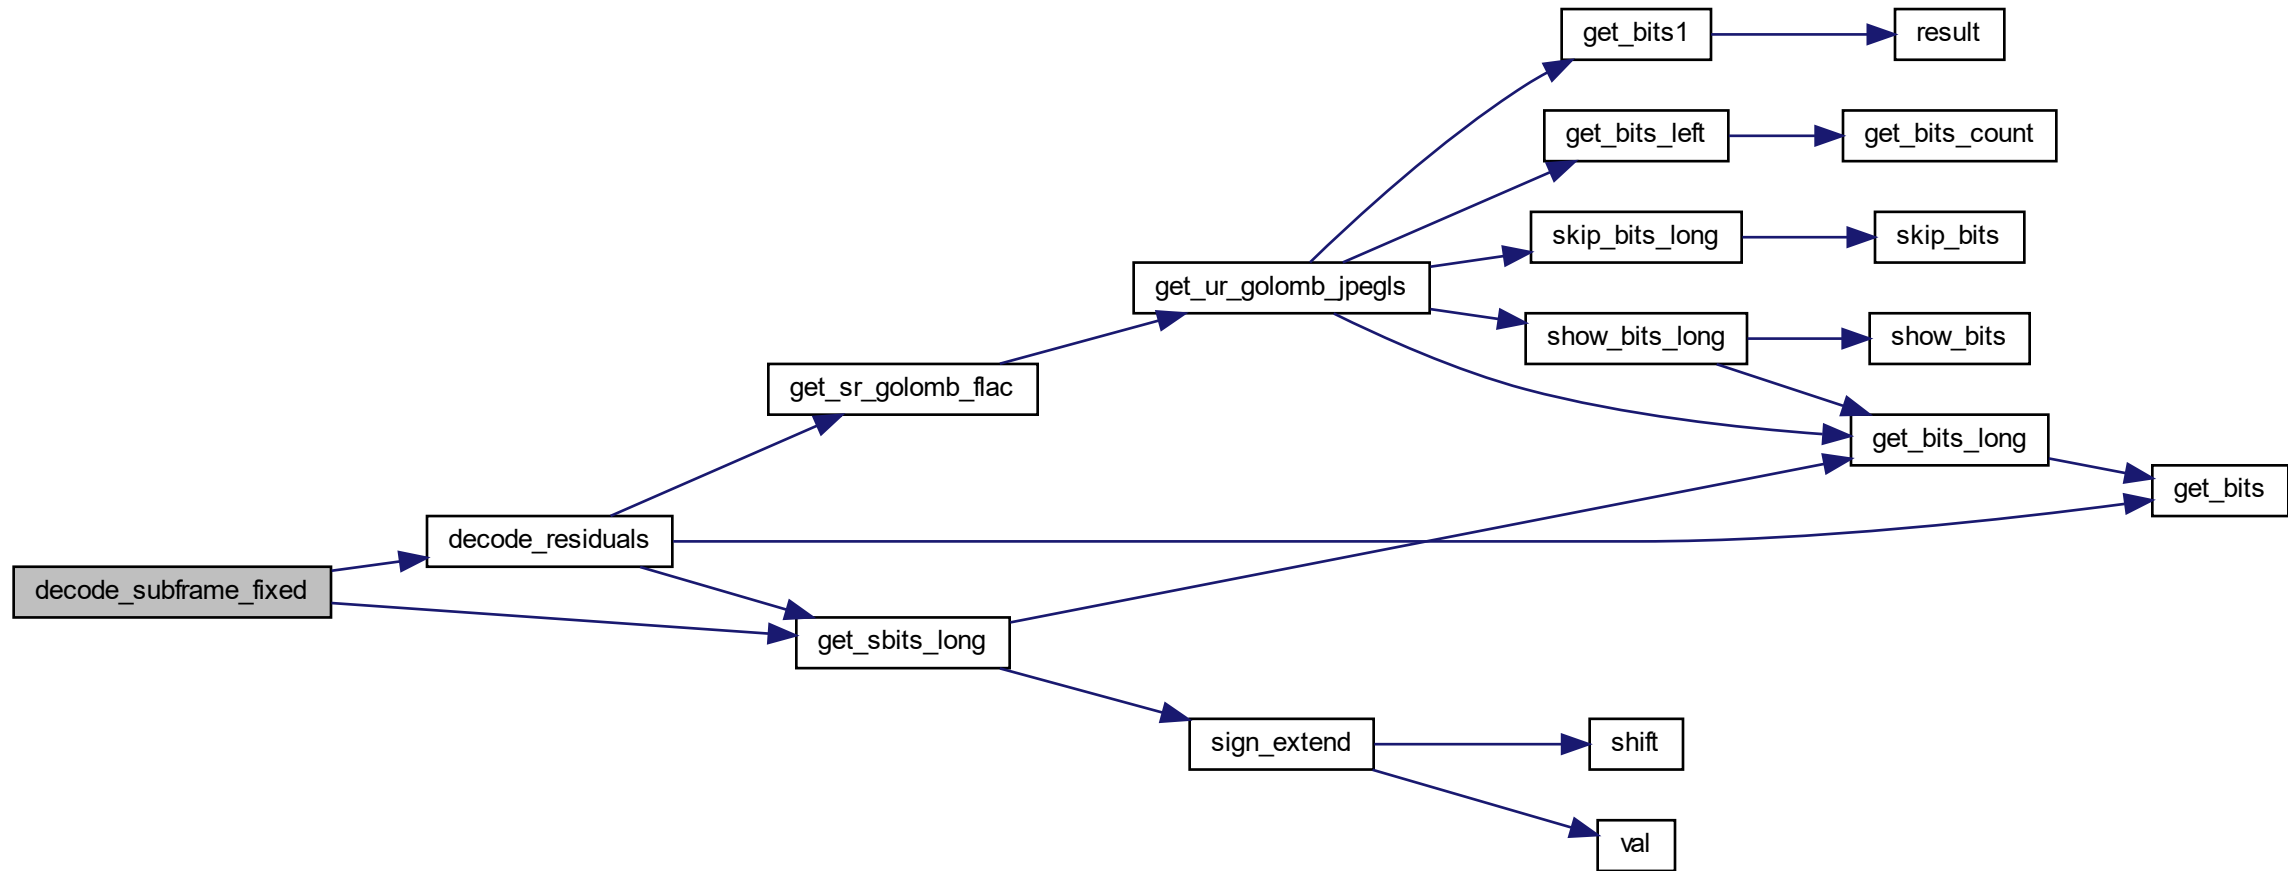 get_bits1
result
get_bits_left
get_bits_count
skip_bits_long
skip_bits
get_ur_golomb_jpegls
show_bits_long
show_bits
get_sr_golomb_flac
get_bits_long
get_bits
decode_residuals
decode_subframe_fixed
get_sbits_long
sign_extend
shift
val